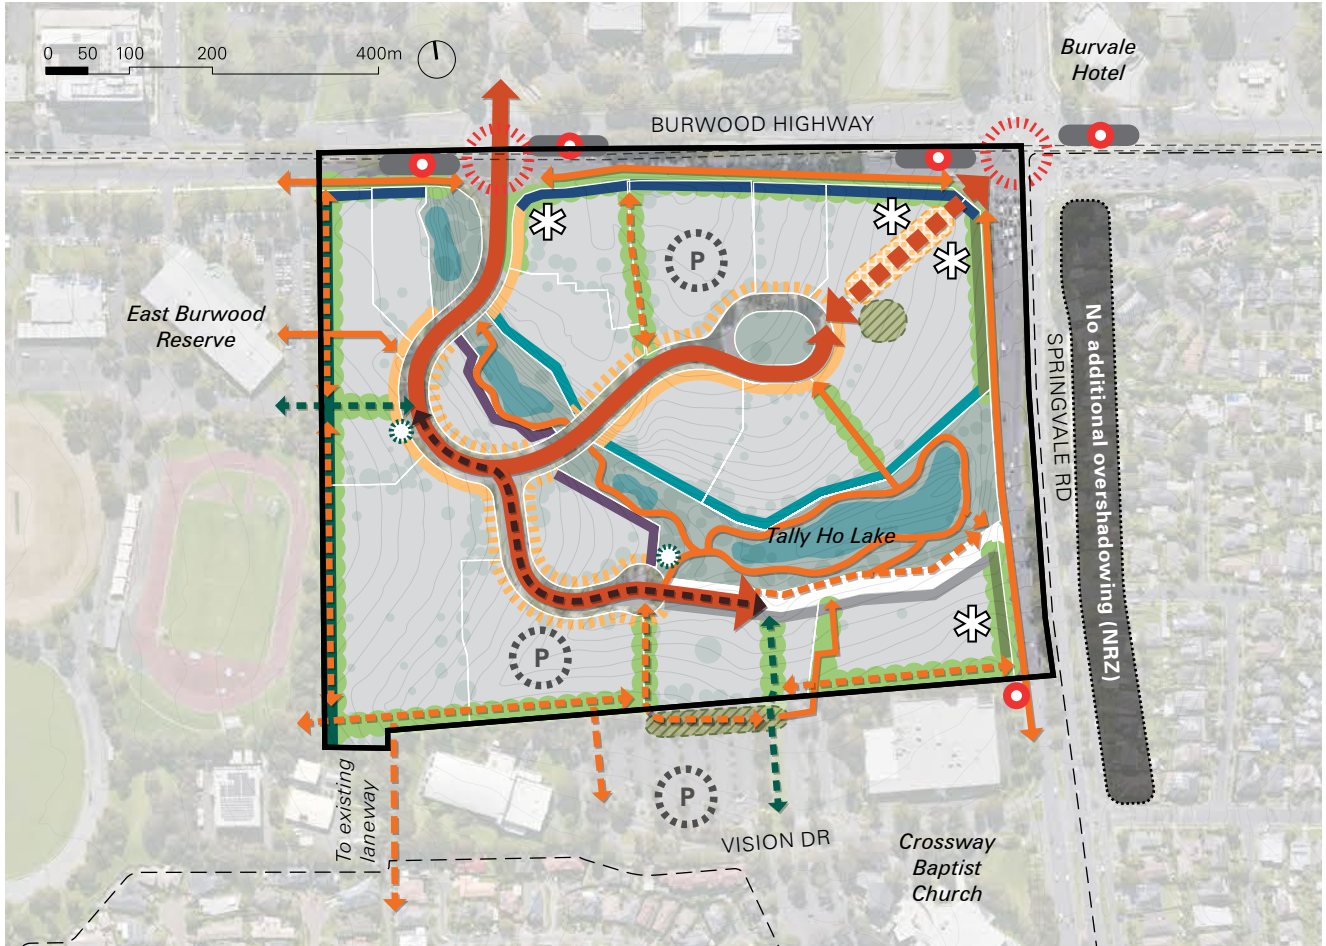 0 50 100 200 400m
Burvale
Hotel
BURWOOD HIGHWAY
East Burwood
Reserve
P
SPRINGVALE RD
No additional overshadowing (NRZ)
Tally Ho Lake
P
To existing
laneway
P
VISION DR
Crossway
Baptist
Church